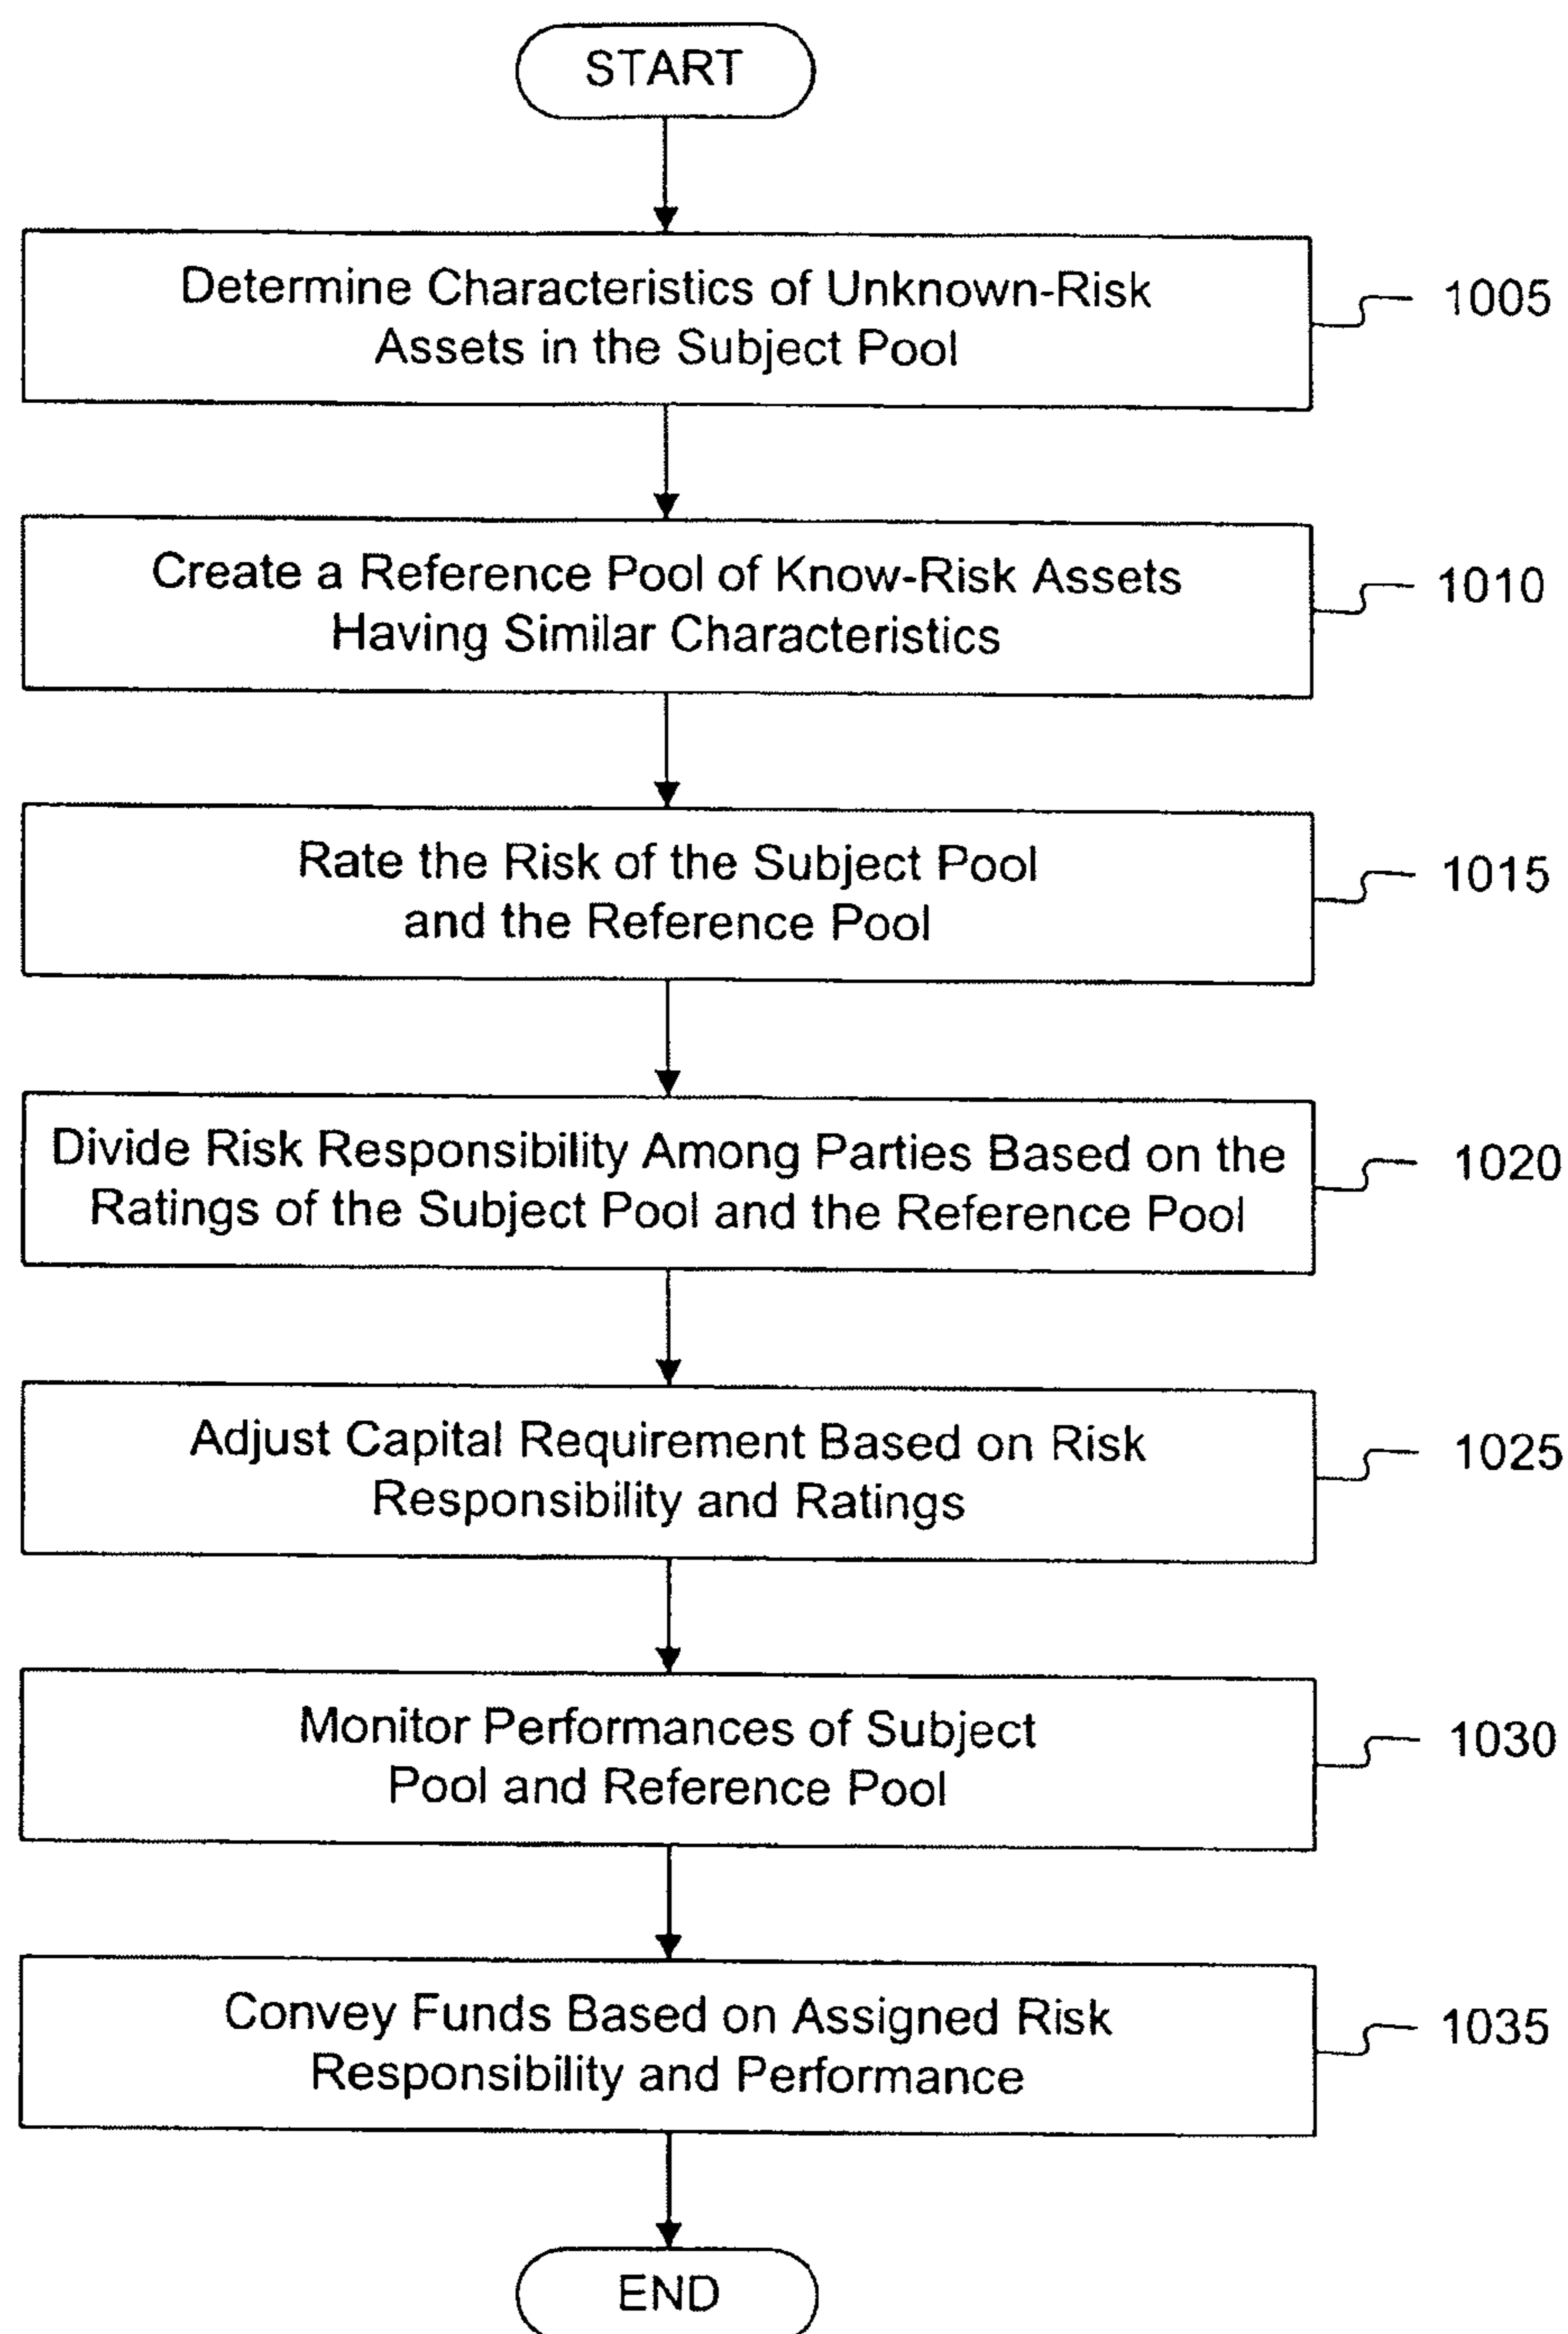 START
Determine Characteristics of Unknown-Risk
Assets in the Subject Pool
1005
Create a Reference Pool of Know-Risk Assets
Having Similar Characteristics
1010
Rate the Risk of the Subject Pool
and the Reference Pool
1015
Divide Risk Responsibility Among Parties Based on the
Ratings of the Subject Pool and the Reference Pool
1020
Adjust Capital Requirement Based on Risk
Responsibility and Ratings
1025
Monitor Performances of Subject
Pool and Reference Pool
1030
Convey Funds Based on Assigned Risk
Responsibility and Performance
1035
END